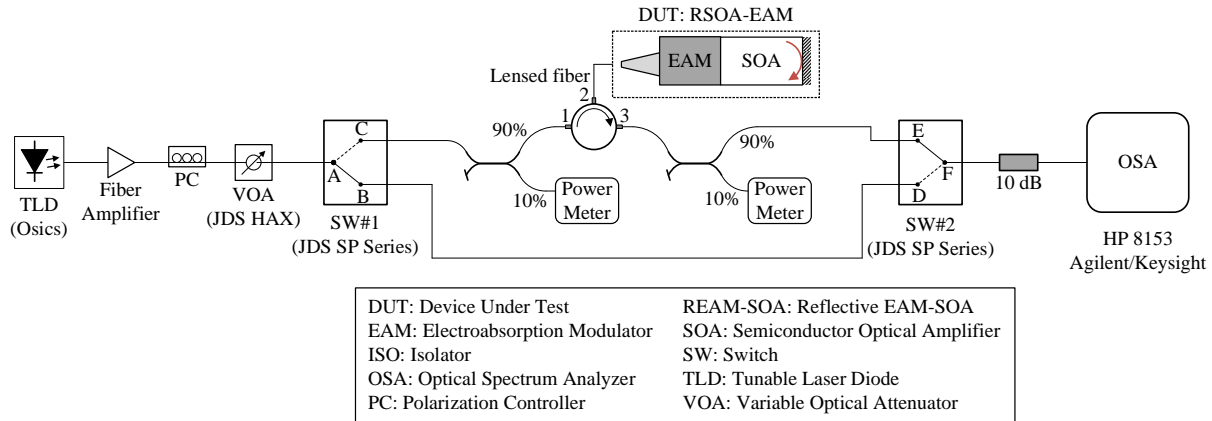 DUT: RSOA-EAM
EAM
SOA
Lensed fiber
2
1
3
90%
90%
C
A
B
E
F
D
10%
10%
Power
Meter
Power
Meter
TLD
(Osics)
Fiber
Amplifier
PC
VOA
(JDS HAX)
SW#1
(JDS SP Series)
SW#2
(JDS SP Series)
10 dB
OSA
HP 8153
Agilent/Keysight
DUT: Device Under Test
EAM: Electroabsorption Modulator
ISO: Isolator
OSA: Optical Spectrum Analyzer
PC: Polarization Controller
REAM-SOA: Reflective EAM-SOA
SOA: Semiconductor Optical Amplifier
SW: Switch
TLD: Tunable Laser Diode
VOA: Variable Optical Attenuator